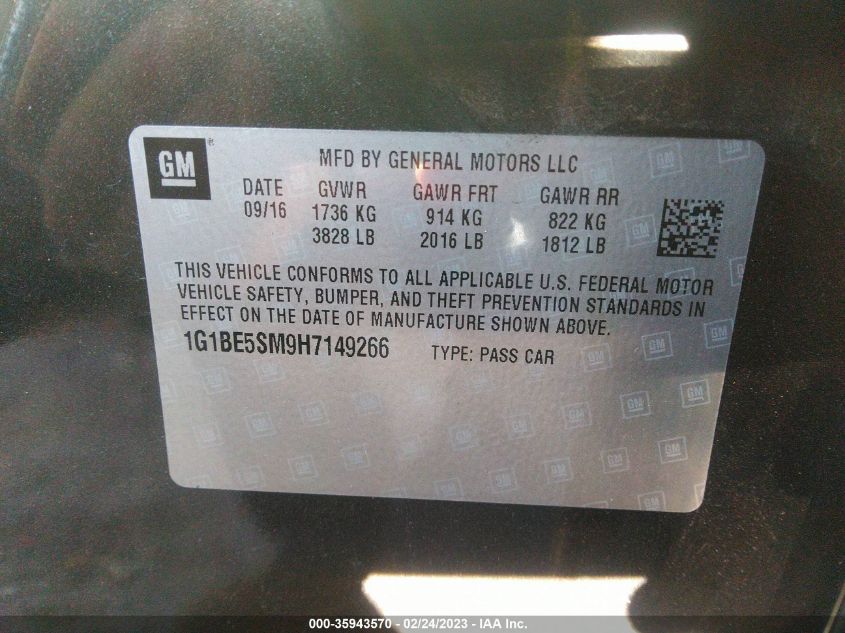 GM®
MFD BY GENERAL MOTORS LLC
DATE GVWR GAWR FRT GAWR RR
09/16 1736 KG 914 KG 822 KG
3828 LB 2016 LB 1812 LB
THIS VEHICLE CONFORMS TO ALL APPLICABLE U.S. FEDERAL MOTOR
VEHICLE SAFETY, BUMPER, AND THEFT PREVENTION STANDARDS IN
EFFECT ON THE DATE OF MANUFACTURE SHOWN ABOVE.
1G1BE5SM9H7149266 TYPE: PASS CAR
000-35943570 - 02/24/2023 - IAA Inc.